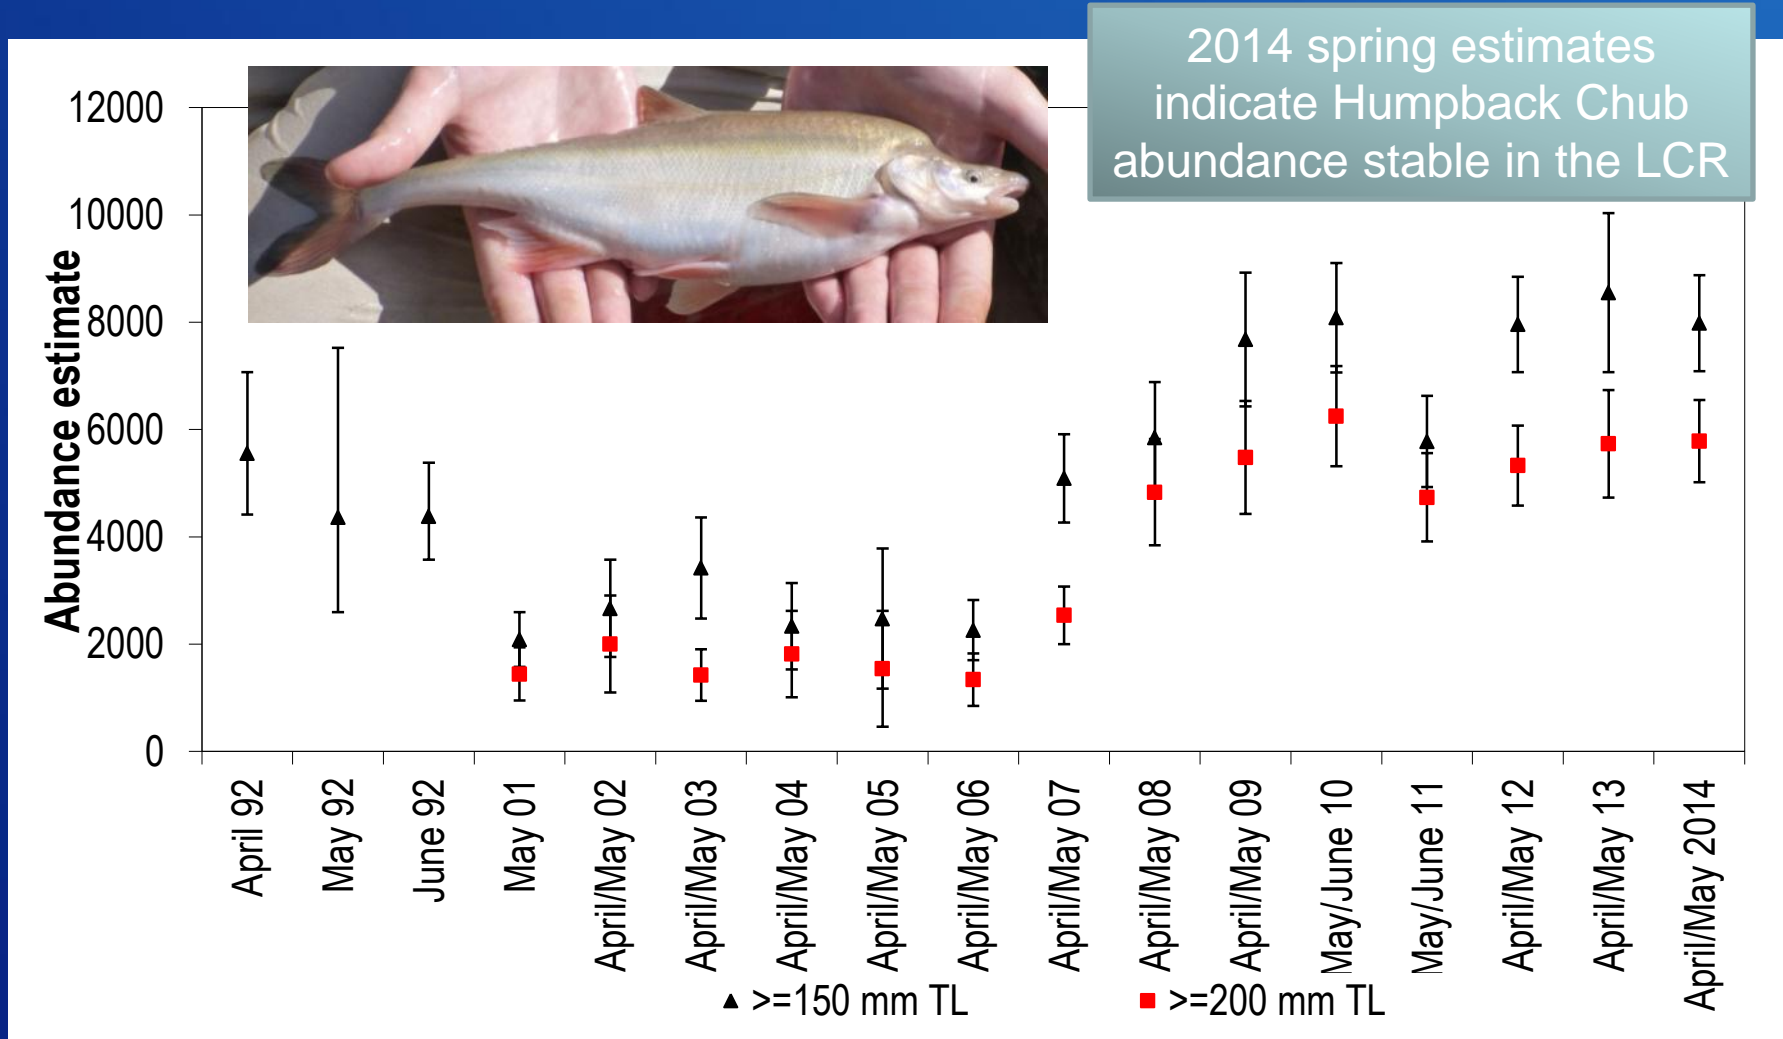 2014 spring estimates
indicate Humpback Chub
abundance stable in the LCR
Abundance estimate
12000
10000
8000
6000
4000
2000
0
April 92
May 92
June 92
May 01
April/May 02
April/May 03
April/May 04
April/May 05
April/May 06
April/May 07
April/May 08
April/May 09
May/June 10
May/June 11
April/May 12
April/May 13
April/May 2014
>=150 mm TL
>=200 mm TL